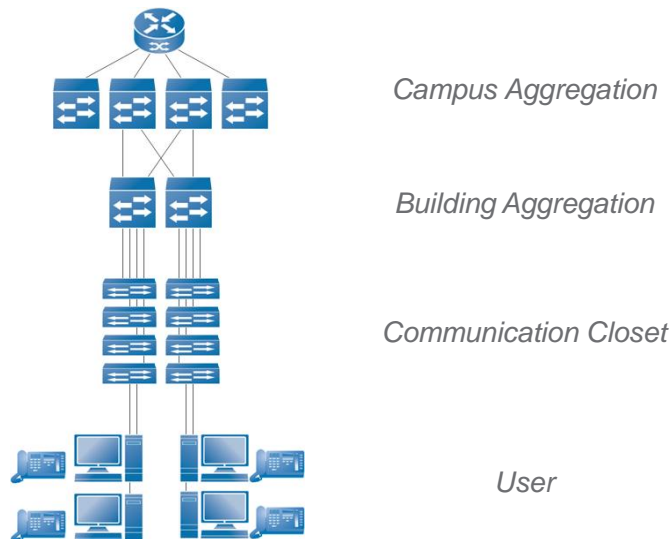 Campus Aggregation
Building Aggregation
Communication Closet
User